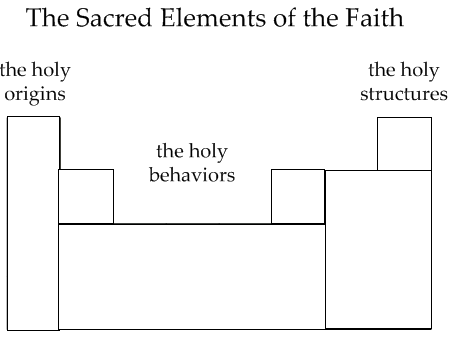 The Sacred Elements of the Faith
the holy
origins
the holy
structures
the holy
behaviors